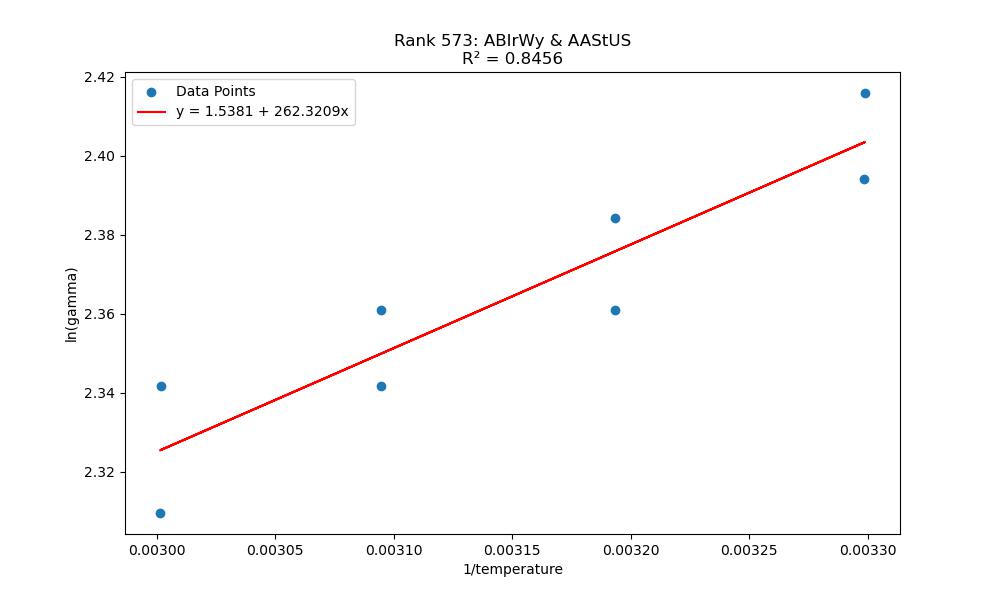 Rank 573: ABIrWy & AAStUS
R² = 0.8456
Data Points
y = 1.5381 + 262.3209x
2.42
2.40
2.38
2.36
2.34
2.32
ln(gamma)
0.00300 0.00305 0.00310 0.00315 0.00320 0.00325 0.00330
1/temperature